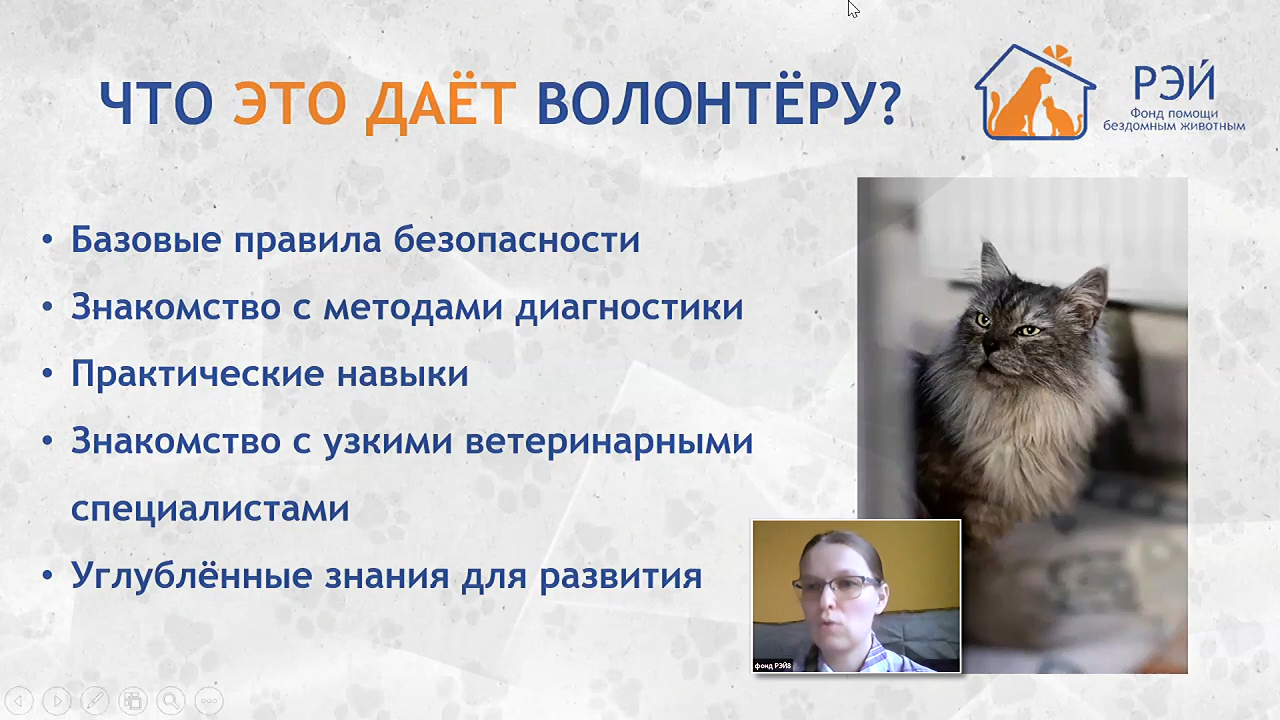 ЧТО ЭТО ДАЁТ ВОЛОНТЁРУ?
РЭЙ
Фонд помощи
бездомным животным
• Базовые правила безопасности
• Знакомство с методами диагностики
• Практические навыки
• Знакомство с узкими ветеринарными
специалистами
• Углублённые знания для развития
фонд РЭЙ8